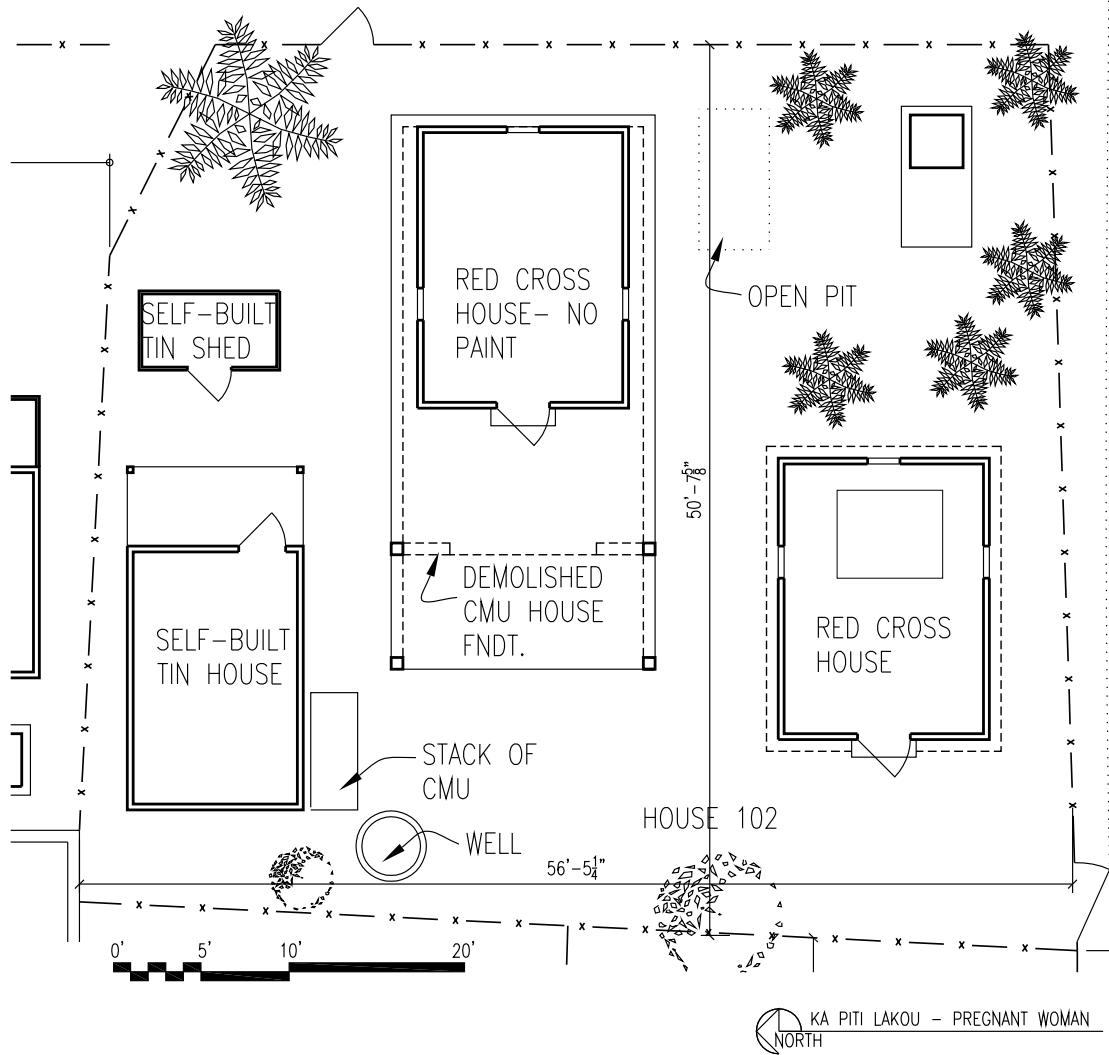 RED CROSS
HOUSE- NO
PAINT
OPEN PIT
SELF-BUILT
TIN SHED
50'-7⅝"
DEMOLISHED
CMU HOUSE
FNDT.
SELF-BUILT
TIN HOUSE
RED CROSS
HOUSE
STACK OF
CMU
HOUSE 102
WELL
56'-5¼"
0' 5' 10' 20'
KA PITI LAKOU - PREGNANT WOMAN
NORTH